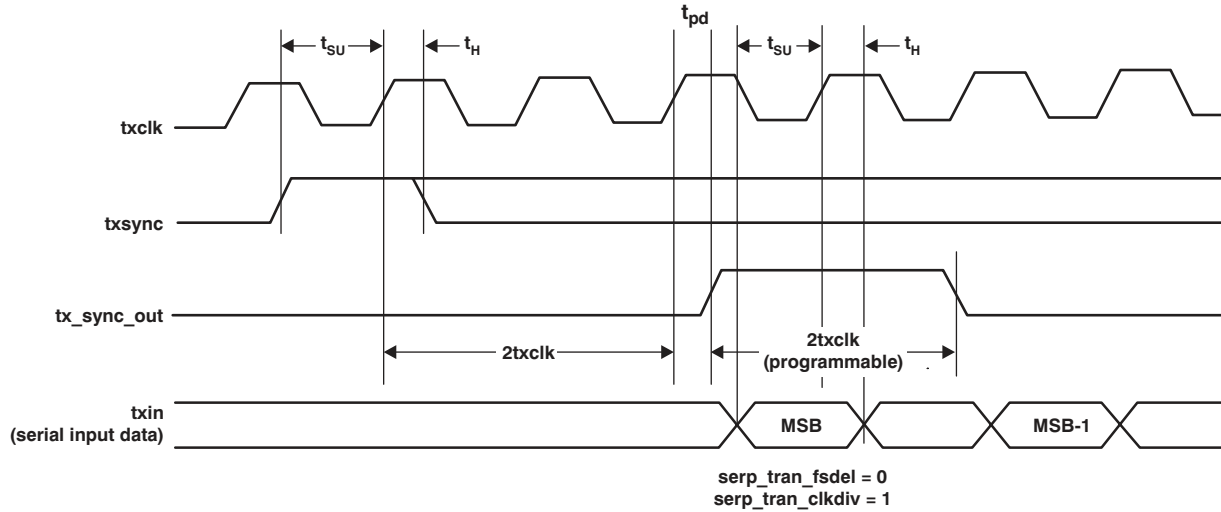 t_pd
t_SU
t_H
t_SU
t_H
txclk
txsync
tx_sync_out
2txclk
2txclk
(programmable)
txin
(serial input data)
MSB
MSB-1
serp_tran_fsdel = 0
serp_tran_clkdiv = 1